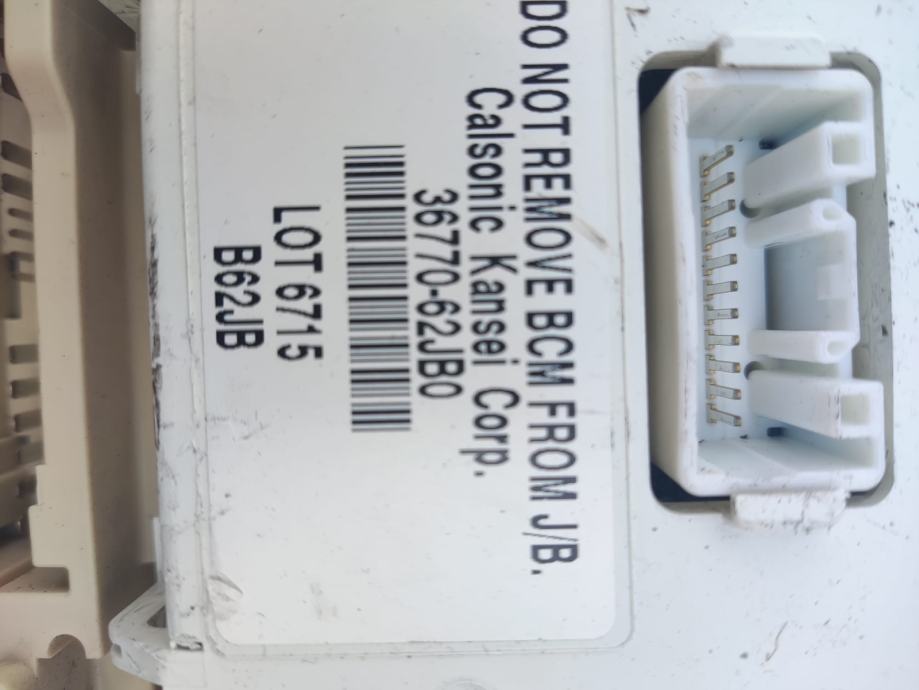 DO NOT REMOVE BCM FROM J/B.
Calsonic Kansei Corp.
36770-62JB0
LOT 6715
B62JB